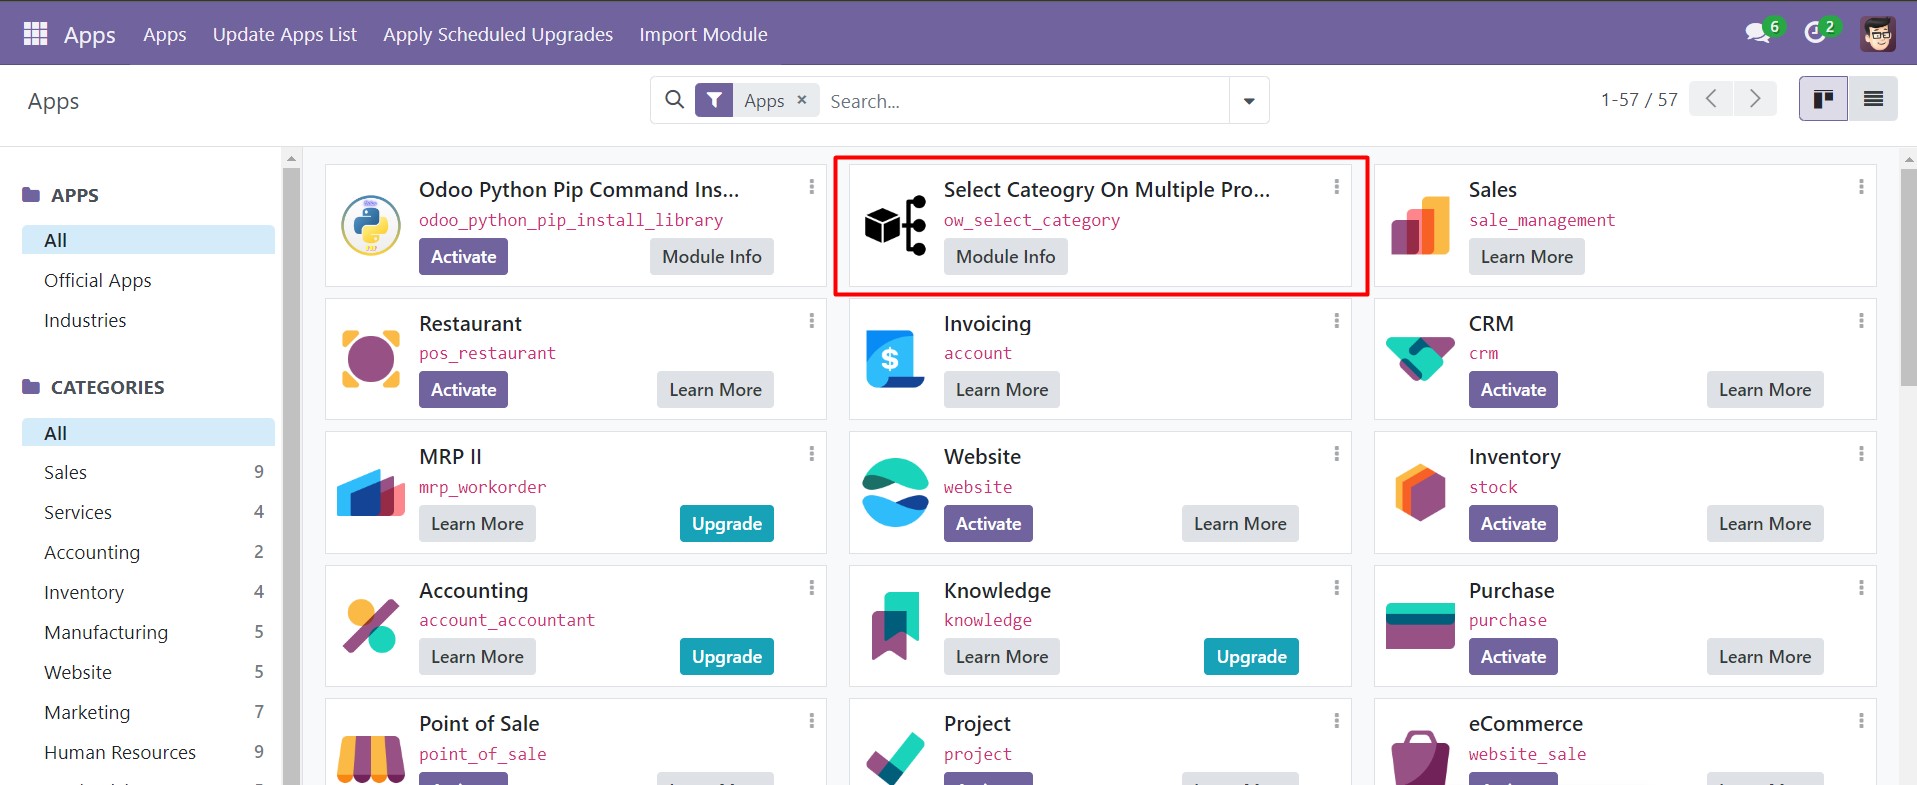 Apps Apps Update Apps List Apply Scheduled Upgrades Import Module 6 2
Apps Apps × Search... 1-57 / 57
APPS
All
Official Apps
Industries
CATEGORIES
All
Sales 9
Services 4
Accounting 2
Inventory 4
Manufacturing 5
Website 5
Marketing 7
Human Resources 9
Odoo Python Pip Command Ins...
odoo_python_pip_install_library
Activate Module Info
Select Cateogry On Multiple Pro...
ow_select_category
Module Info
Sales
sale_management
Learn More
Restaurant
pos_restaurant
Activate Learn More
Invoicing
account
Learn More
$
CRM
crm
Activate Learn More
MRP II
mrp_workorder
Learn More Upgrade
Website
website
Activate Learn More
Inventory
stock
Activate Learn More
Accounting
account_accountant
Learn More Upgrade
Knowledge
knowledge
Learn More Upgrade
Purchase
purchase
Activate Learn More
Point of Sale
point_of_sale
Project
project
eCommerce
website_sale